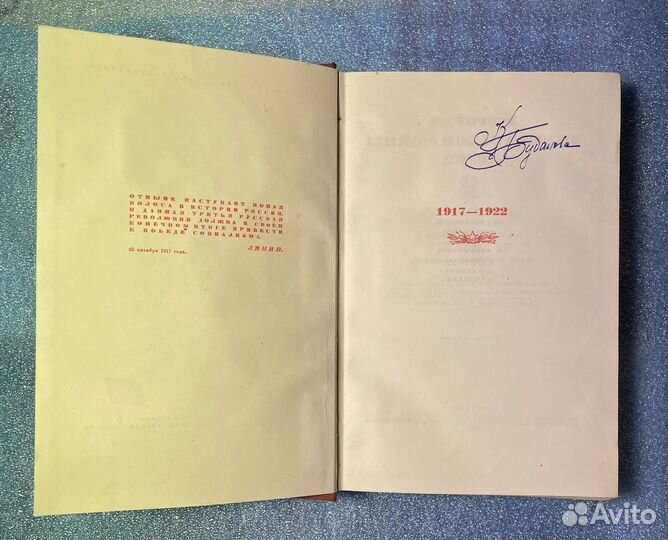 ОТНЫНЕ НАСТУПАЕТ НОВАЯ
ПОЛОСА В ИСТОРИИ РОССИИ,
И ДАННАЯ ТРЕТЬЯ РУССКАЯ
РЕВОЛЮЦИЯ ДОЛЖНА В СВОЕМ
КОНЕЧНОМ ИТОГЕ ПРИВЕСТИ
К ПОБЕДЕ СОЦИАЛИЗМА.
25 октября 1917 года.
ЛЕНИН.
Буданова
1917—1922
Avito